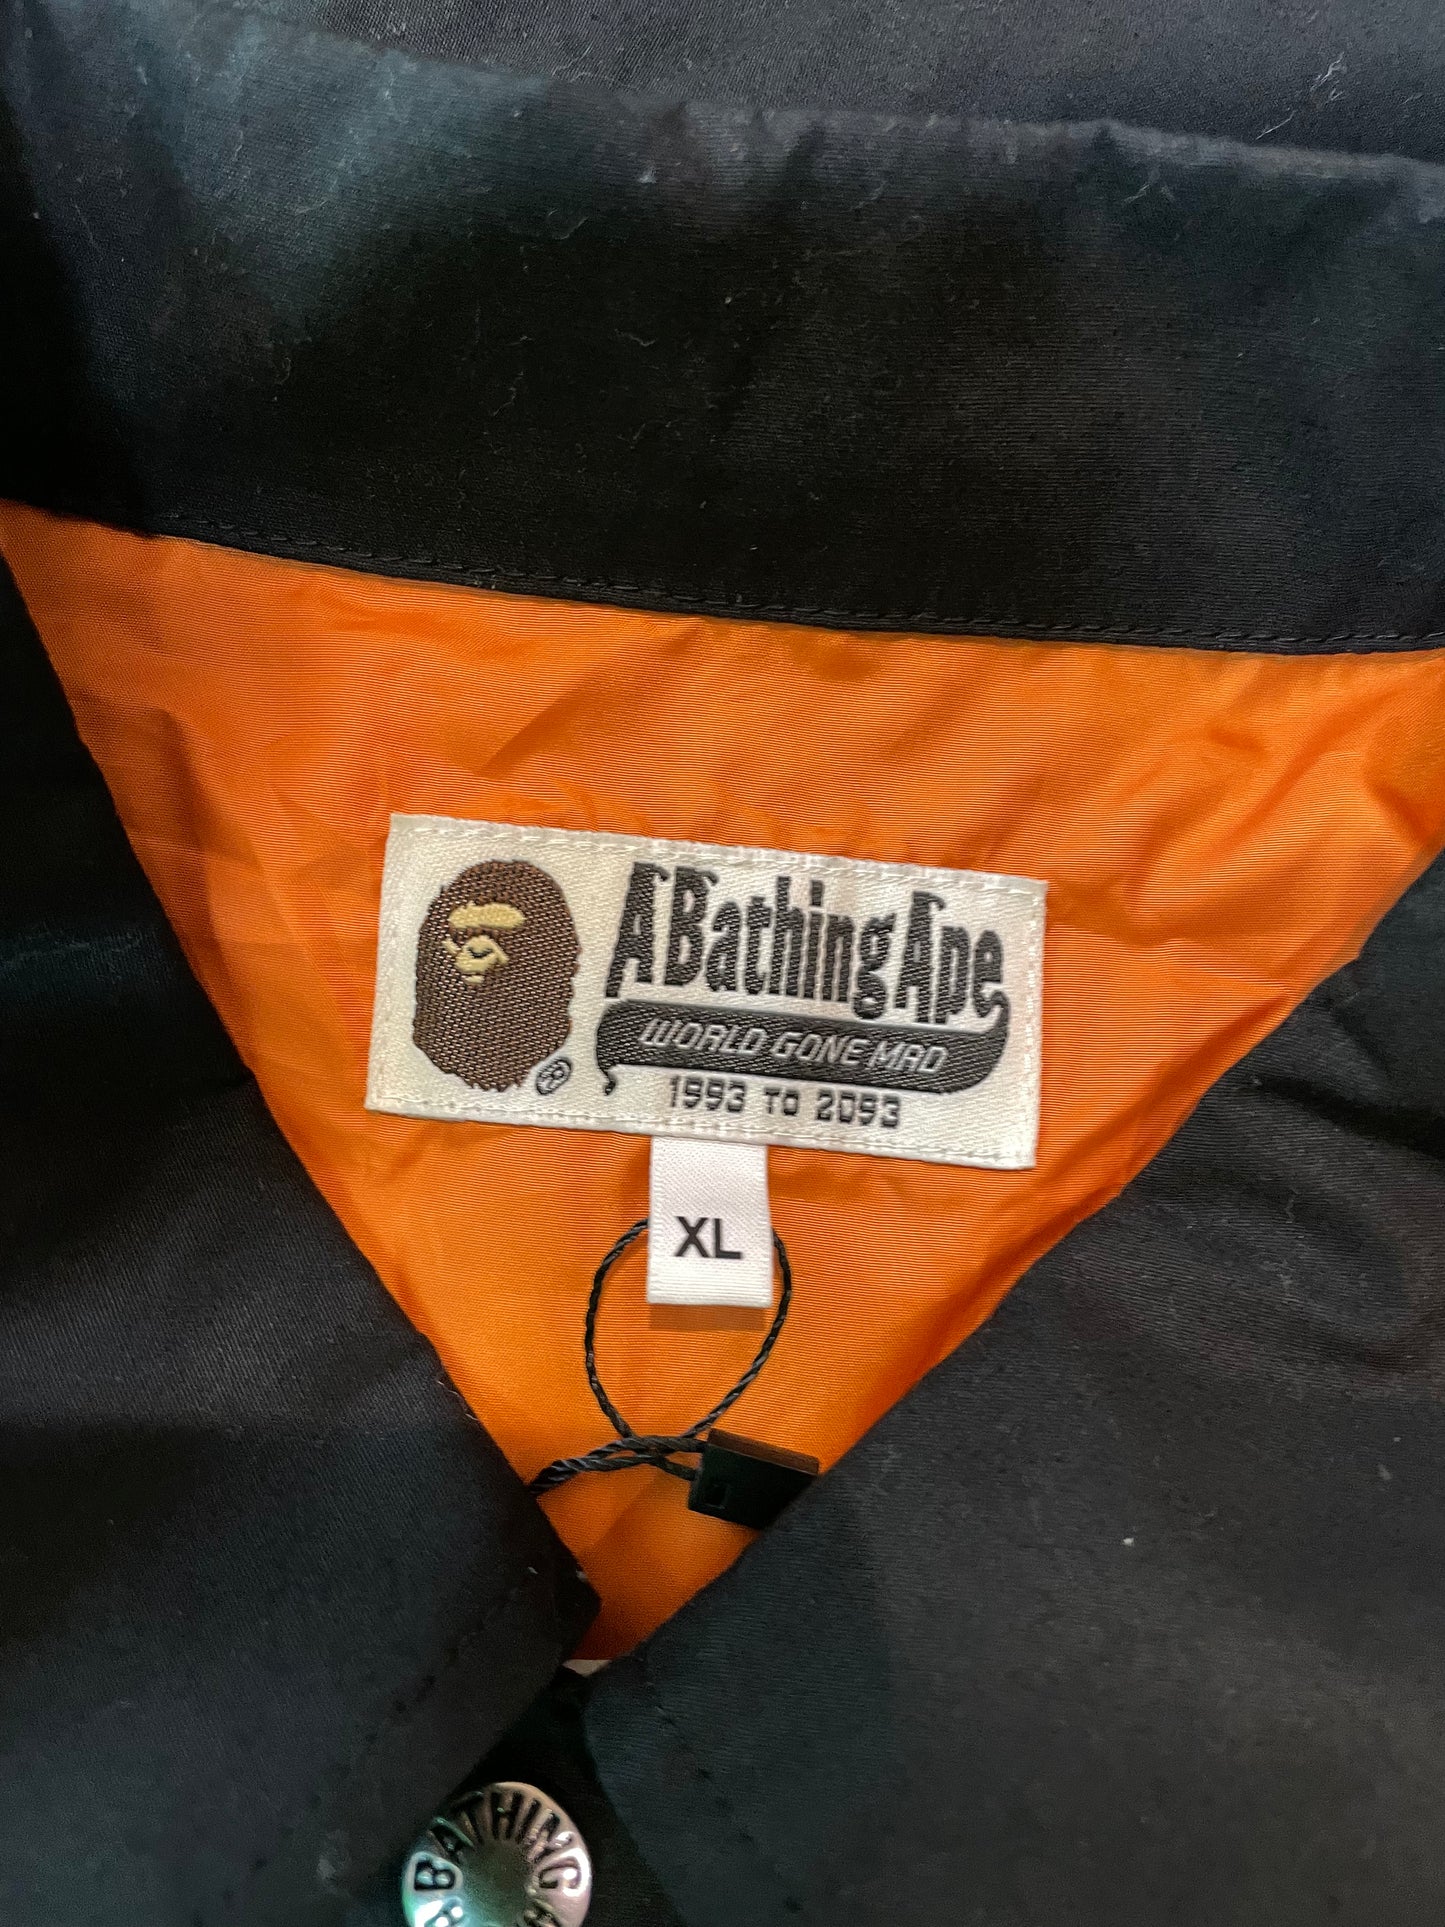 A Bathing Ape
WORLD GONE MAD
1993 TO 2093
®
XL
BATHING